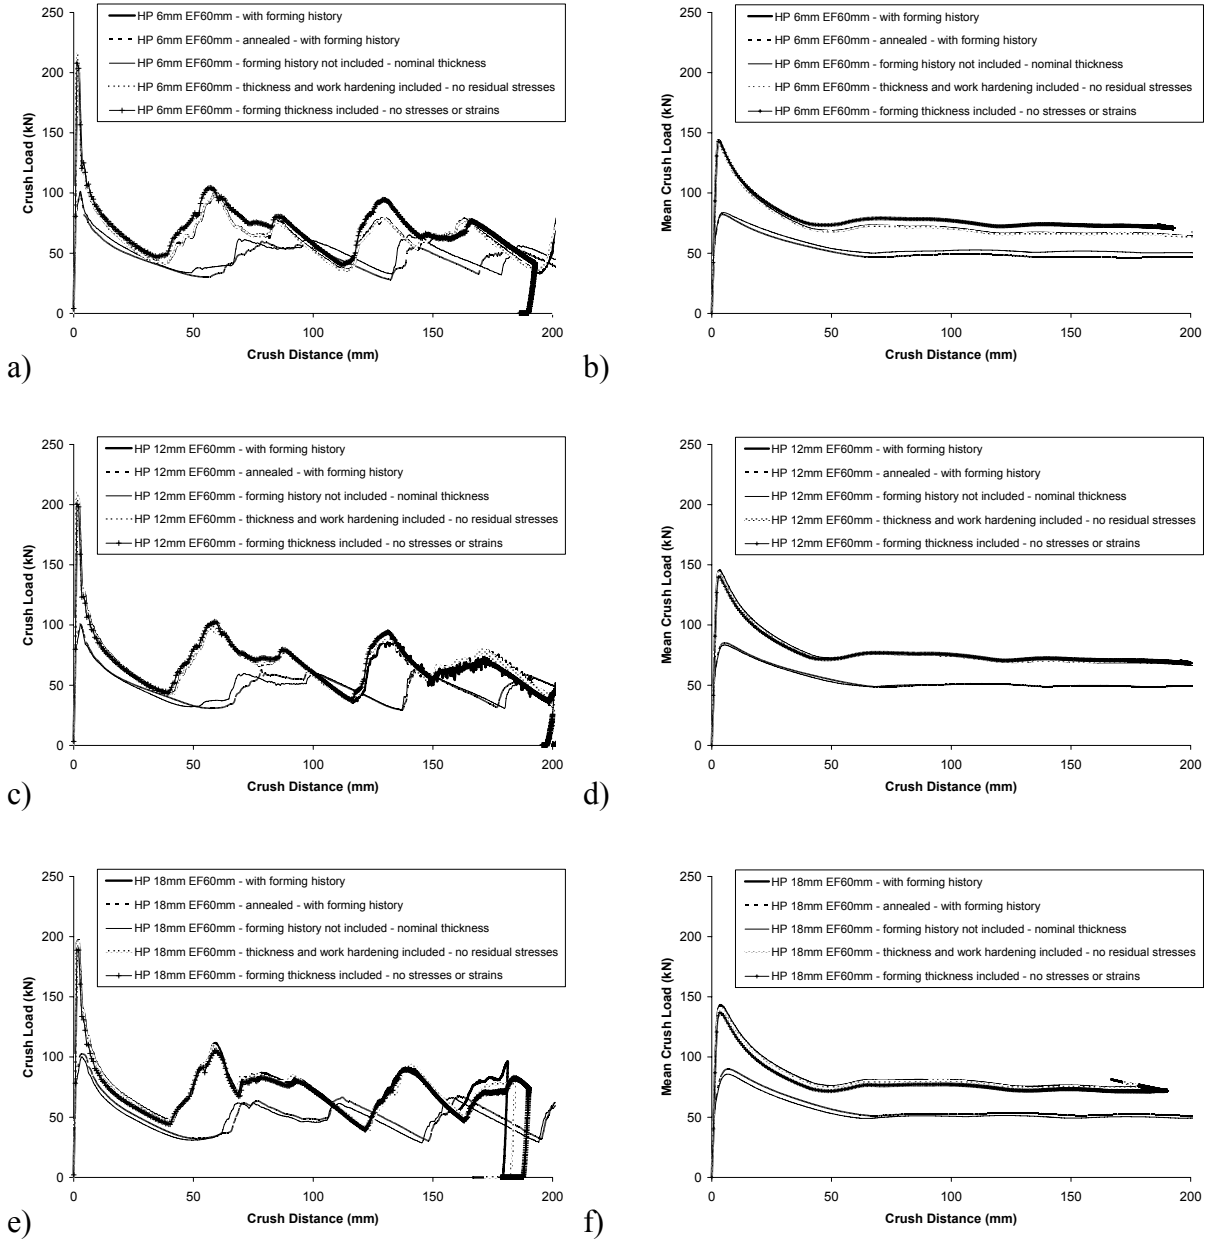 250
200
150
100
50
0
0 50 100 150 200
Crush Load (kN)
Crush Distance (mm)
HP 6mm EF60mm - with forming history
HP 6mm EF60mm - annealed - with forming history
HP 6mm EF60mm - forming history not included - nominal thickness
HP 6mm EF60mm - thickness and work hardening included - no residual stresses
HP 6mm EF60mm - forming thickness included - no stresses or strains
a)
250
200
150
100
50
0
0 50 100 150 200
Mean Crush Load (kN)
Crush Distance (mm)
HP 6mm EF60mm - with forming history
HP 6mm EF60mm - annealed - with forming history
HP 6mm EF60mm - forming history not included - nominal thickness
HP 6mm EF60mm - thickness and work hardening included - no residual stresses
HP 6mm EF60mm - forming thickness included - no stresses or strains
b)
250
200
150
100
50
0
0 50 100 150 200
Crush Load (kN)
Crush Distance (mm)
HP 12mm EF60mm - with forming history
HP 12mm EF60mm - annealed - with forming history
HP 12mm EF60mm - forming history not included - nominal thickness
HP 12mm EF60mm - thickness and work hardening included - no residual stresses
HP 12mm EF60mm - forming thickness included - no stresses or strains
c)
250
200
150
100
50
0
0 50 100 150 200
Mean Crush Load (kN)
Crush Distance (mm)
HP 12mm EF60mm - with forming history
HP 12mm EF60mm - annealed - with forming history
HP 12mm EF60mm - forming history not included - nominal thickness
HP 12mm EF60mm - thickness and work hardening included - no residual stresses
HP 12mm EF60mm - forming thickness included - no stresses or strains
d)
250
200
150
100
50
0
0 50 100 150 200
Crush Load (kN)
Crush Distance (mm)
HP 18mm EF60mm - with forming history
HP 18mm EF60mm - annealed - with forming history
HP 18mm EF60mm - forming history not included - nominal thickness
HP 18mm EF60mm - thickness and work hardening included - no residual stresses
HP 18mm EF60mm - forming thickness included - no stresses or strains
e)
250
200
150
100
50
0
0 50 100 150 200
Mean Crush Load (kN)
Crush Distance (mm)
HP 18mm EF60mm - with forming history
HP 18mm EF60mm - annealed - with forming history
HP 18mm EF60mm - forming history not included - nominal thickness
HP 18mm EF60mm - thickness and work hardening included - no residual stresses
HP 18mm EF60mm - forming thickness included - no stresses or strains
f)